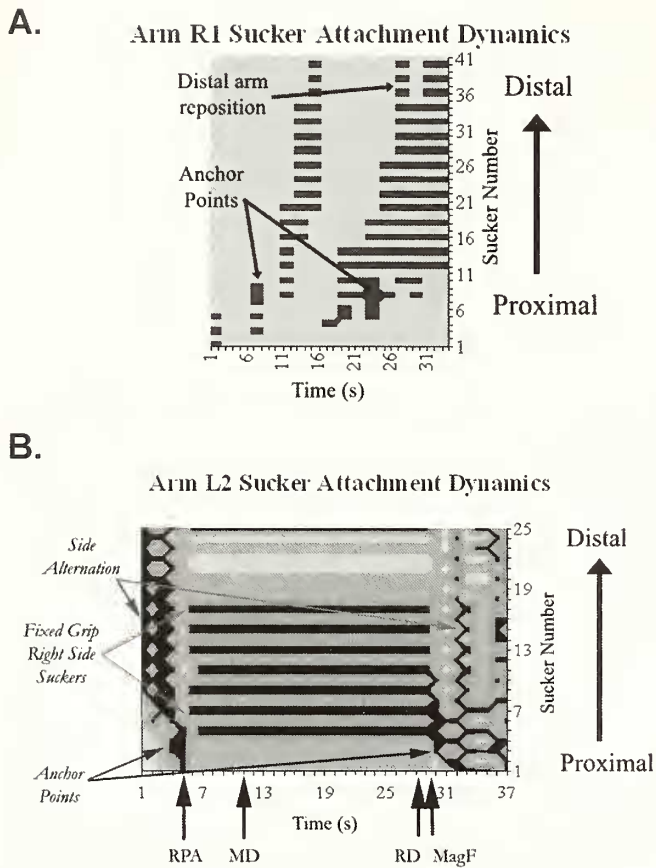 A.
Arm R1 Sucker Attachment Dynamics
Distal arm
reposition
Anchor
Points
41
36
31
26
21
16
11
6
1
Sucker Number
Distal
Proximal
1
6
11
16
21
26
31
Time (s)
B.
Arm L2 Sucker Attachment Dynamics
Side
Alternation
Fixed Grip
Right Side
Suckers
Anchor
Points
25
19
13
7
1
Sucker Number
Distal
Proximal
1
7
13
19
25
31
37
Time (s)
RPA
MD
RD
MagF